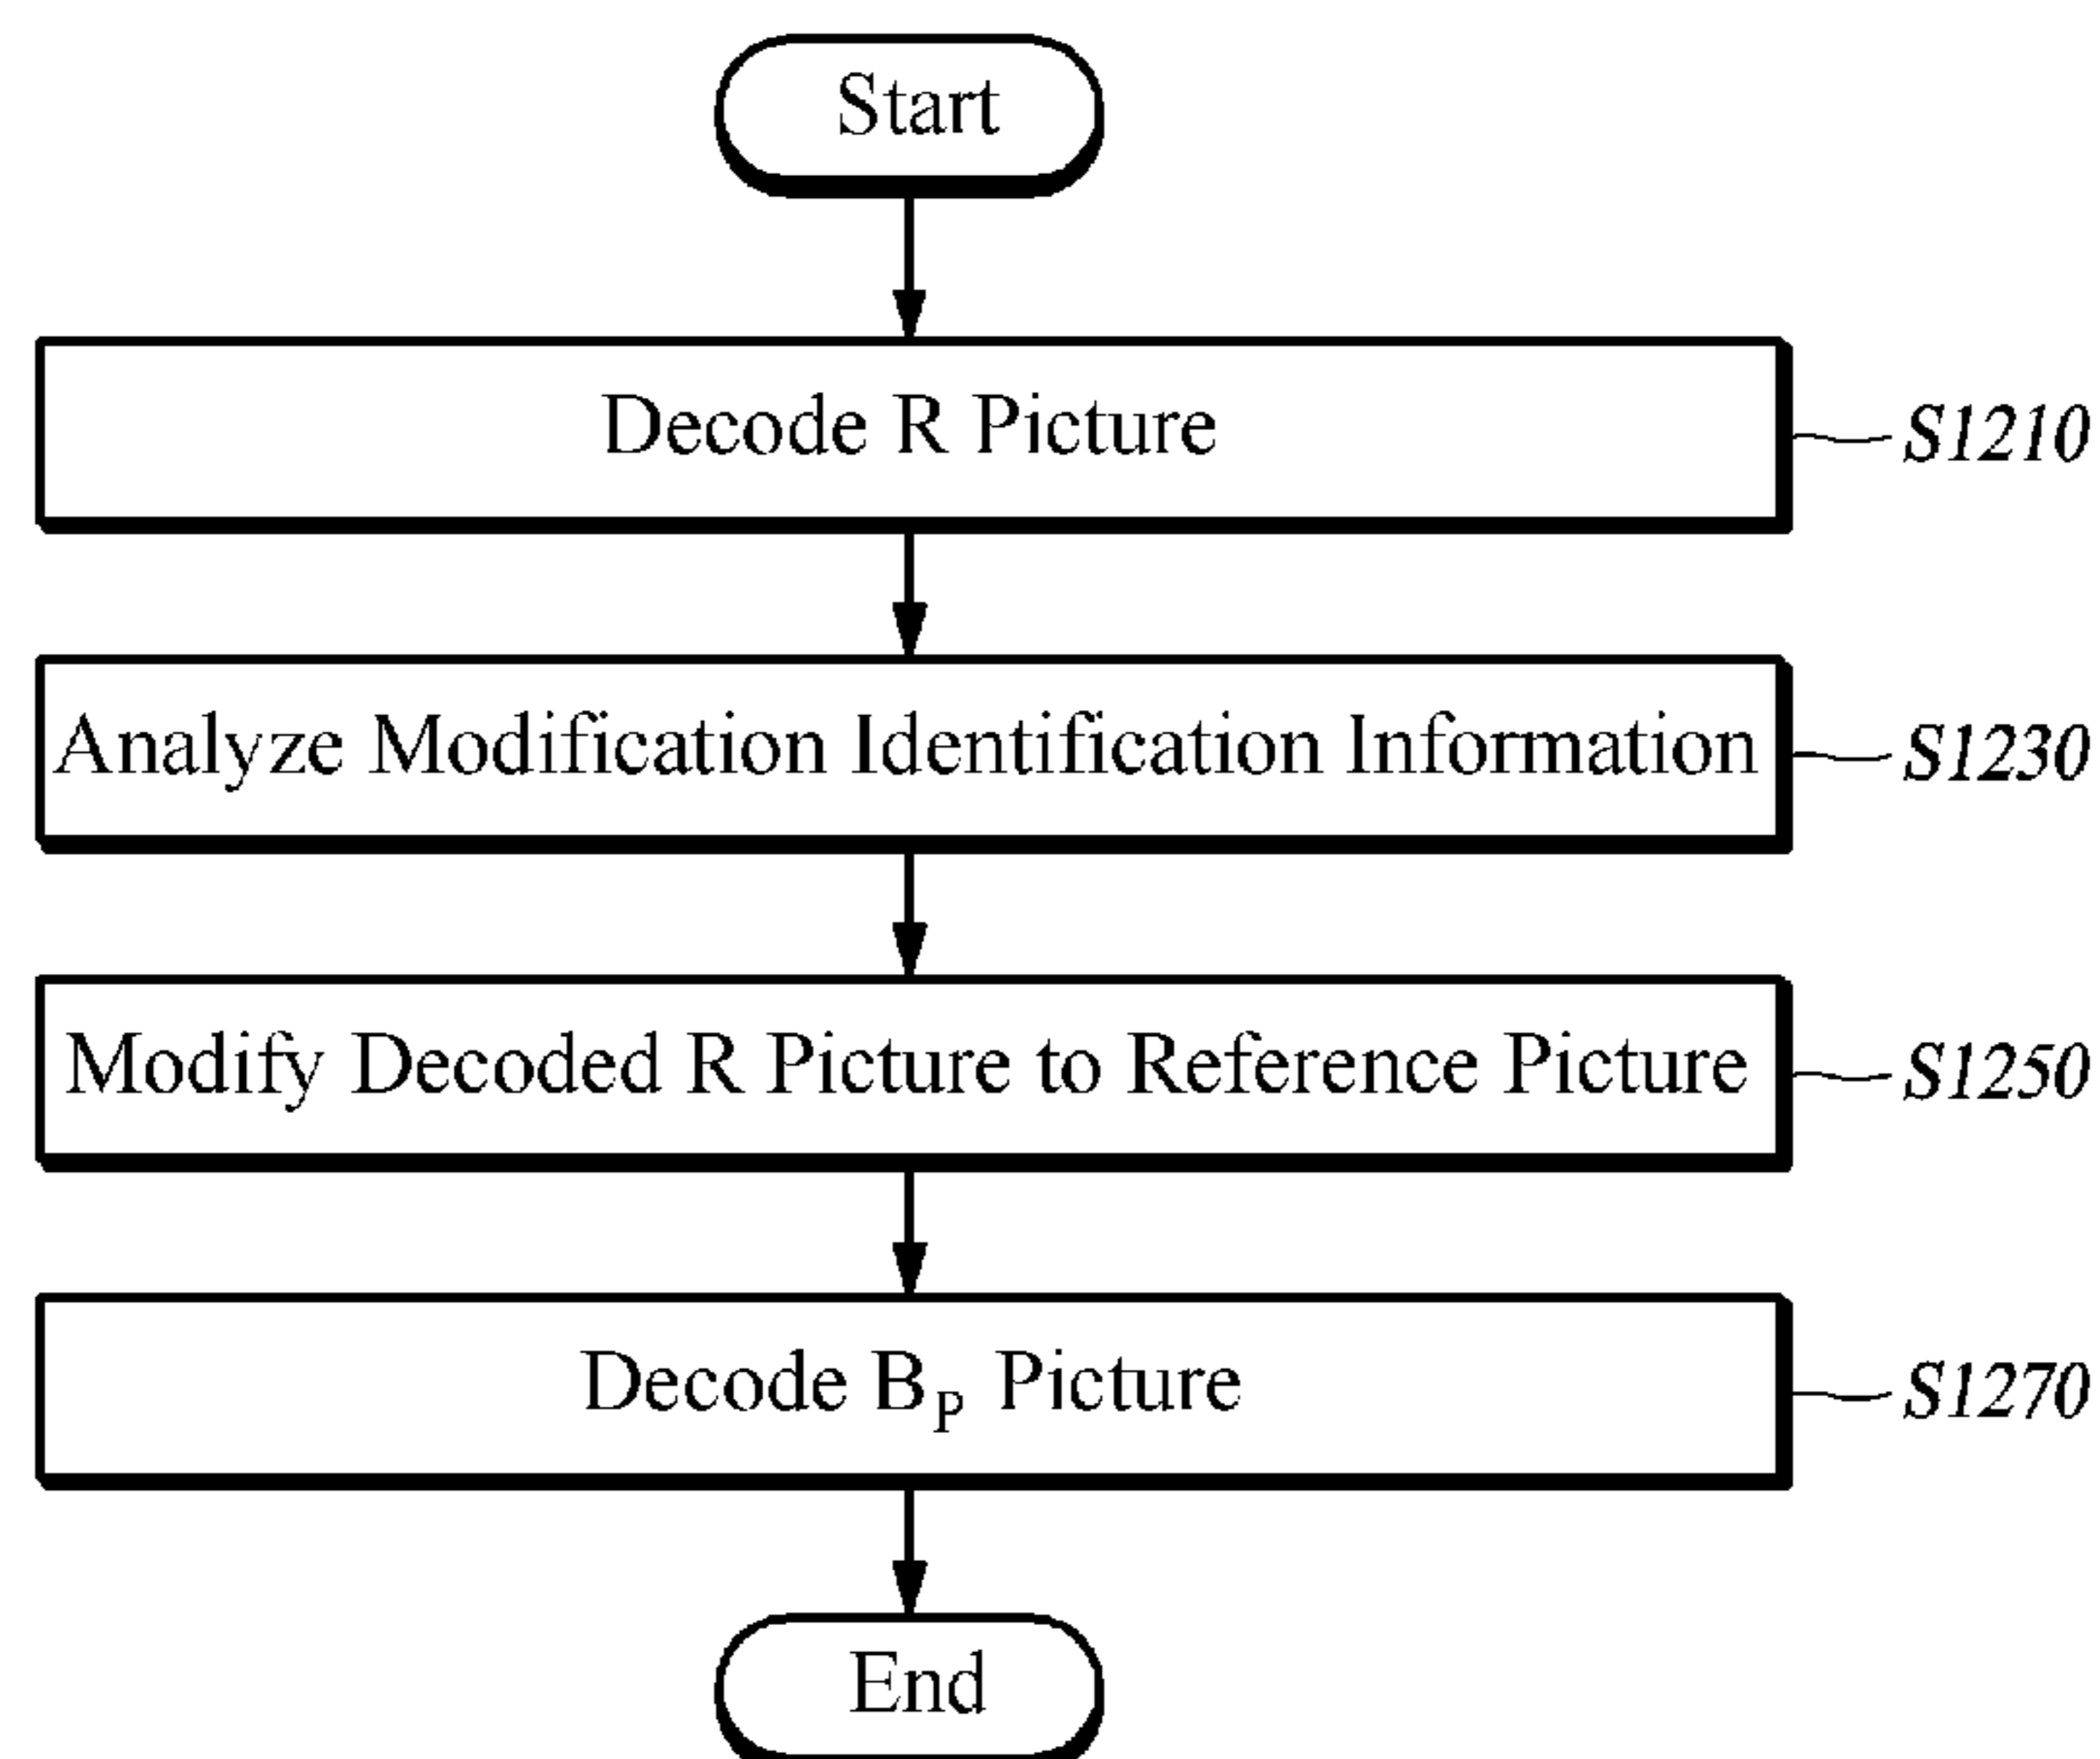 Start
Decode R Picture
S1210
Analyze Modification Identification Information
S1230
Modify Decoded R Picture to Reference Picture
S1250
Decode B_P Picture
S1270
End